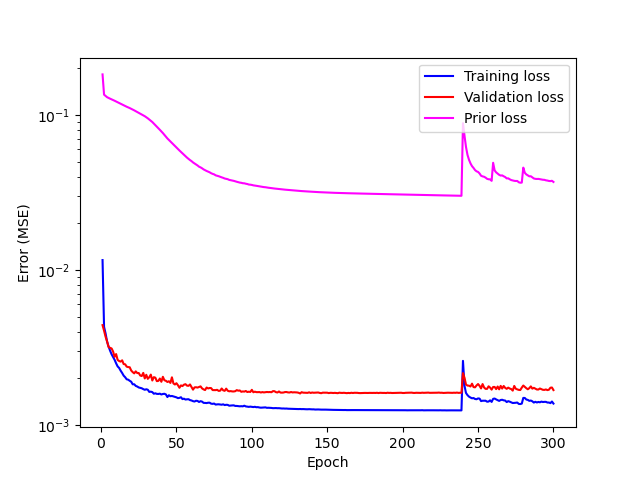 Training loss
Validation loss
Prior loss
Error (MSE)
10⁻¹
10⁻²
10⁻³
0 50 100 150 200 250 300
Epoch